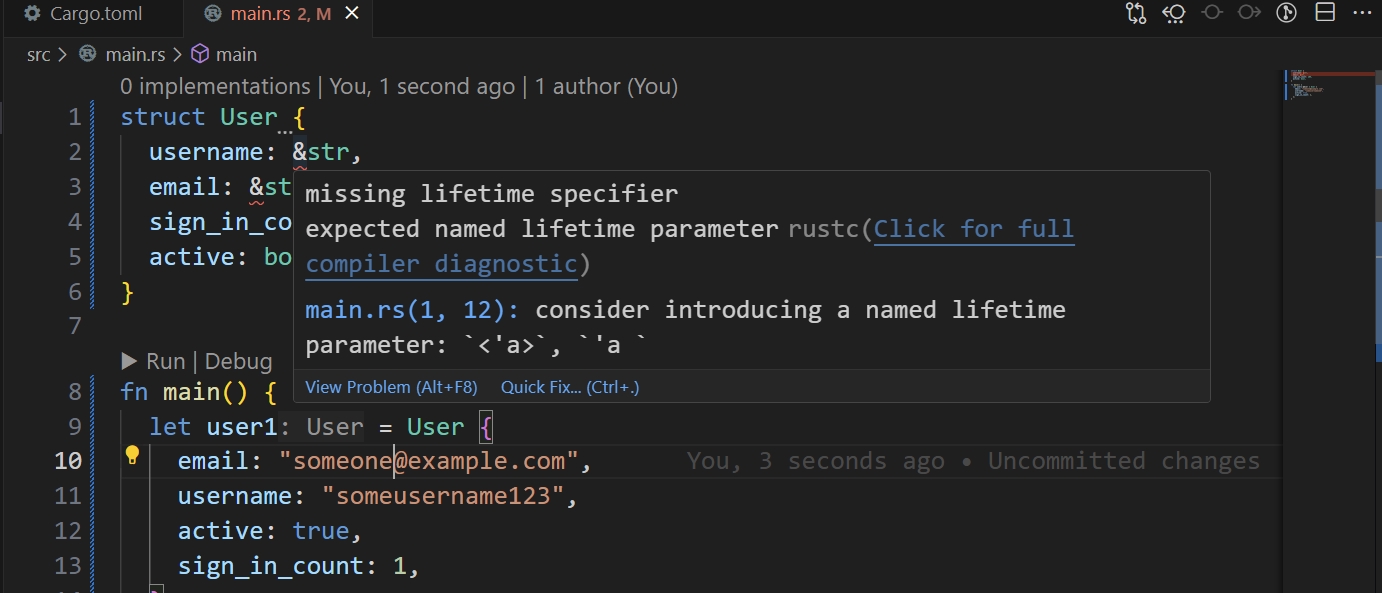 Cargo.toml main.rs 2, M
src > main.rs > main
0 implementations | You, 1 second ago | 1 author (You)
1 struct User {
2 username: &str,
3 email: &st
4 sign_in_co
5 active: bo
6 }
7
missing lifetime specifier
expected named lifetime parameter rustc(Click for full
compiler diagnostic)
main.rs(1, 12): consider introducing a named lifetime
parameter: `<'a>`, `'a `
View Problem (Alt+F8) Quick Fix... (Ctrl+.)
Run | Debug
8 fn main() {
9 let user1: User = User {
10 email: "someone@example.com", You, 3 seconds ago • Uncommitted changes
11 username: "someusername123",
12 active: true,
13 sign_in_count: 1,